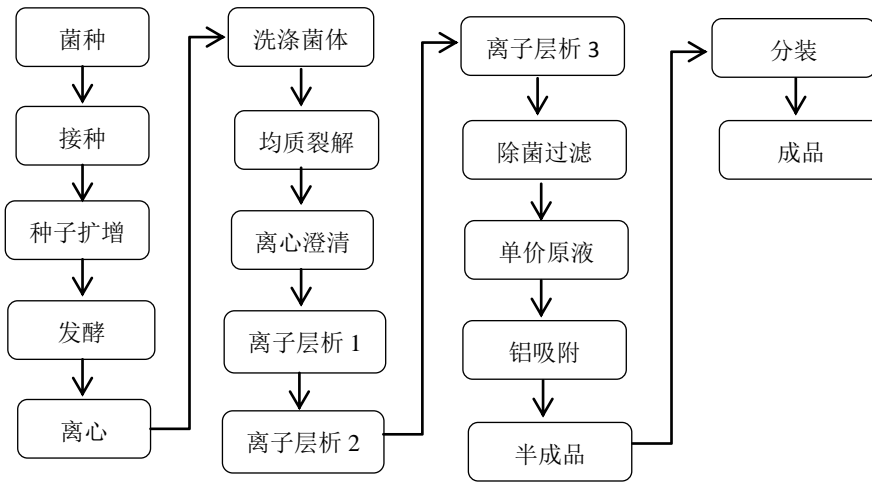 菌种
接种
种子扩增
发酵
离心
洗涤菌体
均质裂解
离心澄清
离子层析 1
离子层析 2
离子层析 3
除菌过滤
单价原液
铝吸附
半成品
分装
成品